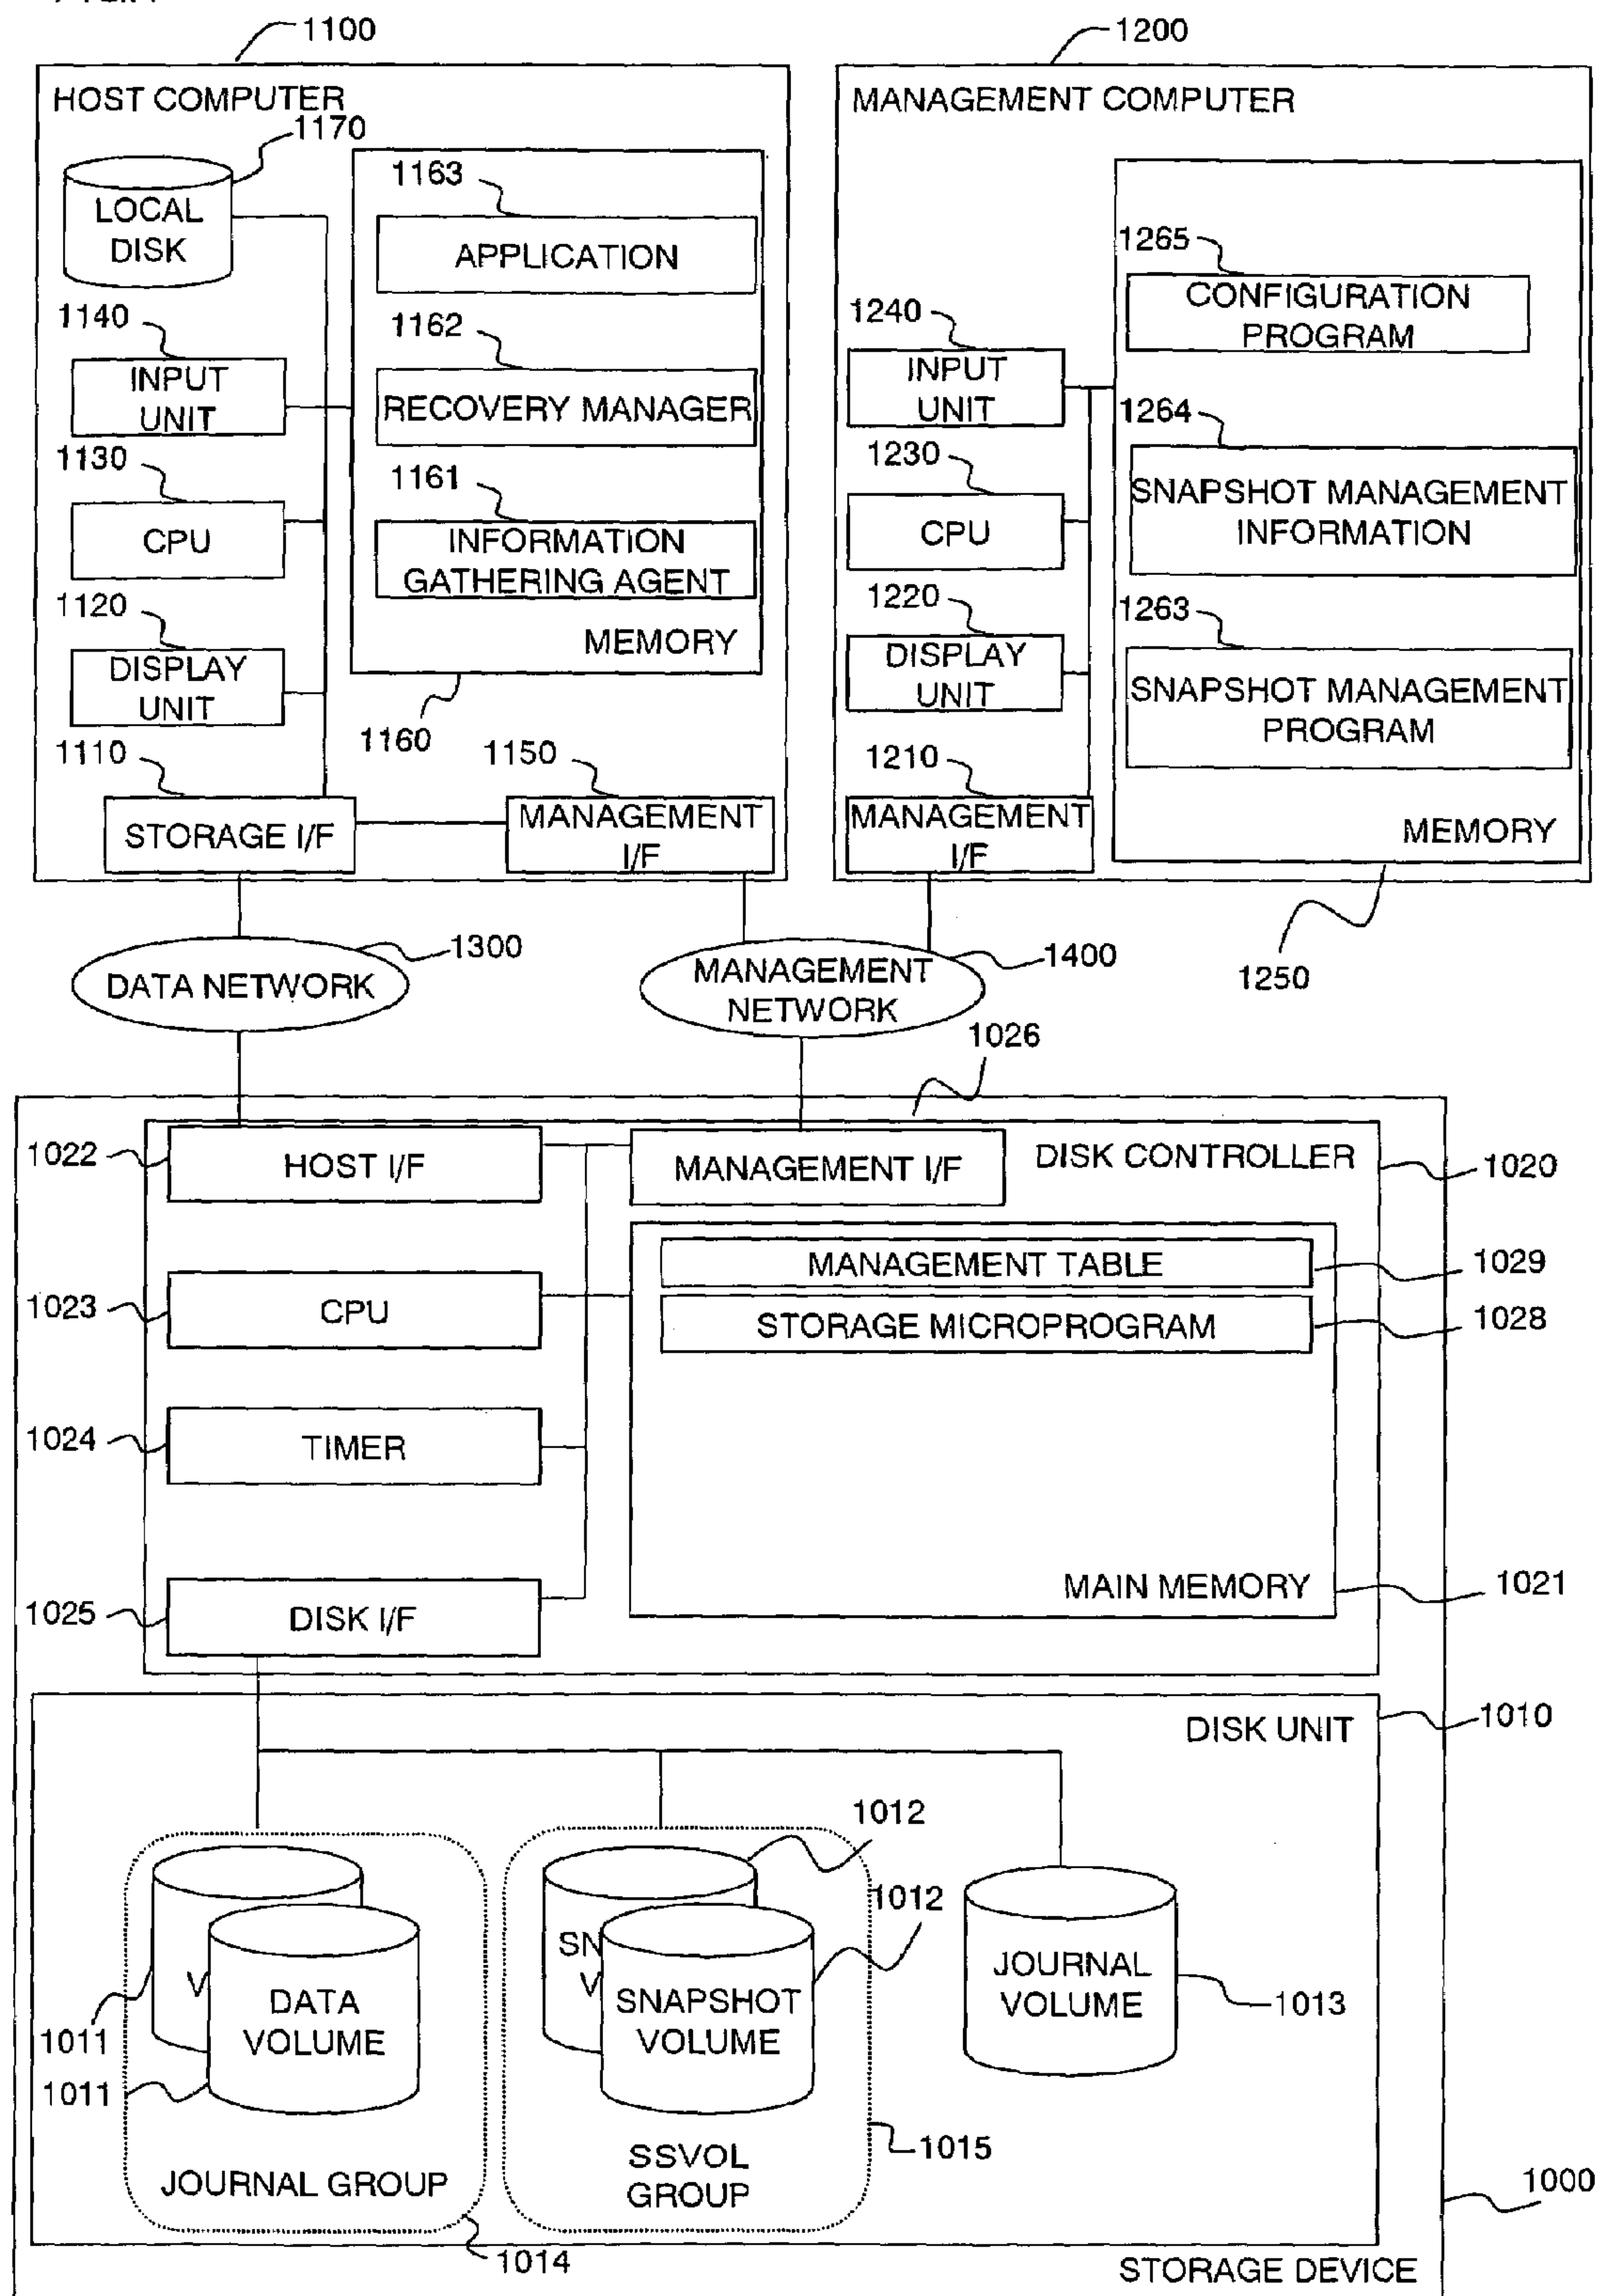 1100
1200
HOST COMPUTER
MANAGEMENT COMPUTER
1170
LOCAL
DISK
1163
APPLICATION
1265
CONFIGURATION
PROGRAM
1140
INPUT
UNIT
1162
RECOVERY MANAGER
1240
INPUT
UNIT
1264
SNAPSHOT MANAGEMENT
INFORMATION
1130
CPU
1161
INFORMATION
GATHERING AGENT
1230
CPU
1120
DISPLAY
UNIT
MEMORY
1160
1220
DISPLAY
UNIT
1263
SNAPSHOT MANAGEMENT
PROGRAM
1110
STORAGE I/F
1150
MANAGEMENT
I/F
1210
MANAGEMENT
I/F
MEMORY
1250
1300
DATA NETWORK
1400
MANAGEMENT
NETWORK
1026
1022
HOST I/F
MANAGEMENT I/F
DISK CONTROLLER
1020
MANAGEMENT TABLE
1029
1023
CPU
STORAGE MICROPROGRAM
1028
1024
TIMER
1025
DISK I/F
MAIN MEMORY
1021
DISK UNIT
1010
1012
1012
SN
V
SNAPSHOT
VOLUME
V
DATA
VOLUME
JOURNAL
VOLUME
1013
1011
1011
1015
JOURNAL GROUP
SSVOL
GROUP
1000
1014
STORAGE DEVICE